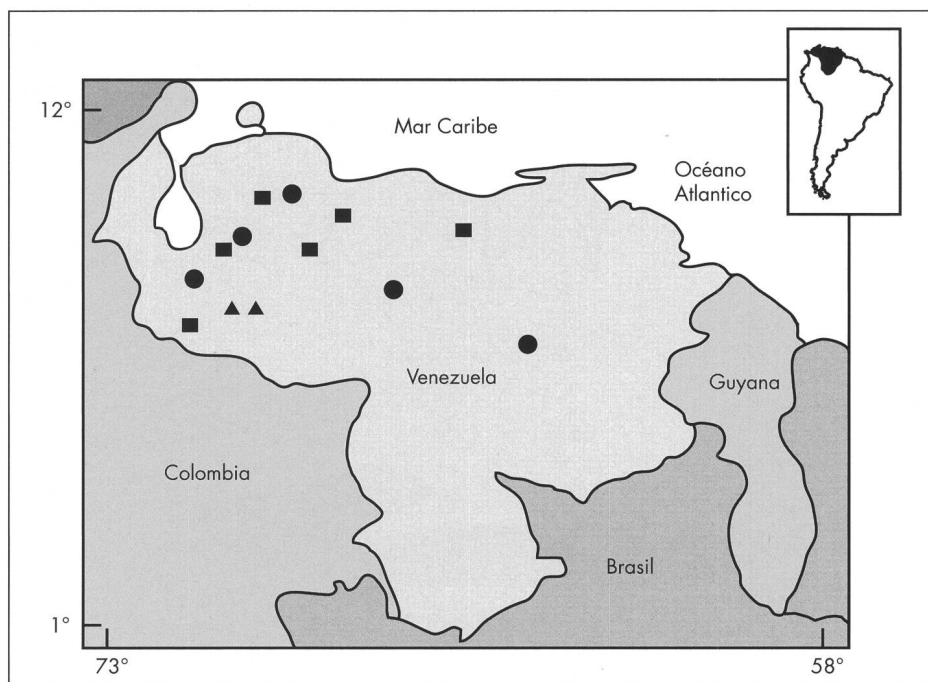 12°
Mar Caribe
Océano
Atlantico
Venezuela
Guyana
Colombia
Brasil
1°
73°
58°